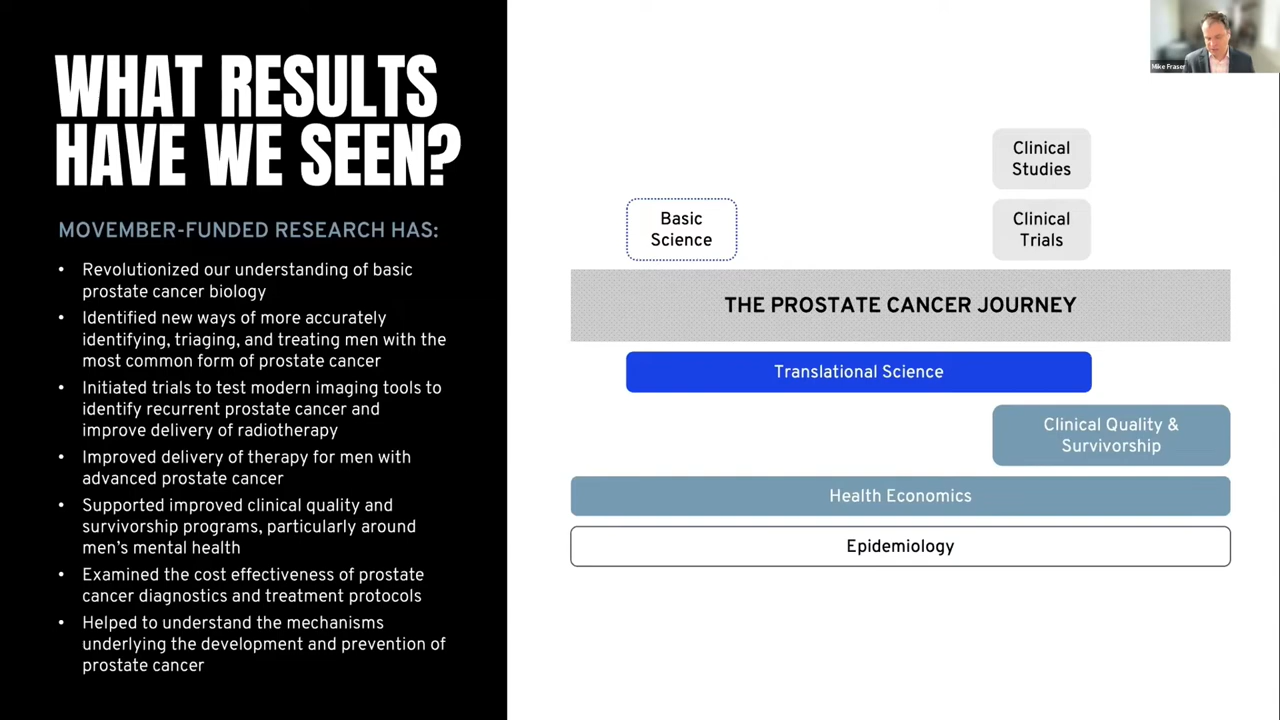 WHAT RESULTS
HAVE WE SEEN?
MOVEMBER-FUNDED RESEARCH HAS:
• Revolutionized our understanding of basic
prostate cancer biology
• Identified new ways of more accurately
identifying, triaging, and treating men with the
most common form of prostate cancer
• Initiated trials to test modern imaging tools to
identify recurrent prostate cancer and
improve delivery of radiotherapy
• Improved delivery of therapy for men with
advanced prostate cancer
• Supported improved clinical quality and
survivorship programs, particularly around
men’s mental health
• Examined the cost effectiveness of prostate
cancer diagnostics and treatment protocols
• Helped to understand the mechanisms
underlying the development and prevention of
prostate cancer
Mike Fraser
Clinical
Studies
Basic
Science
Clinical
Trials
THE PROSTATE CANCER JOURNEY
Translational Science
Clinical Quality &
Survivorship
Health Economics
Epidemiology